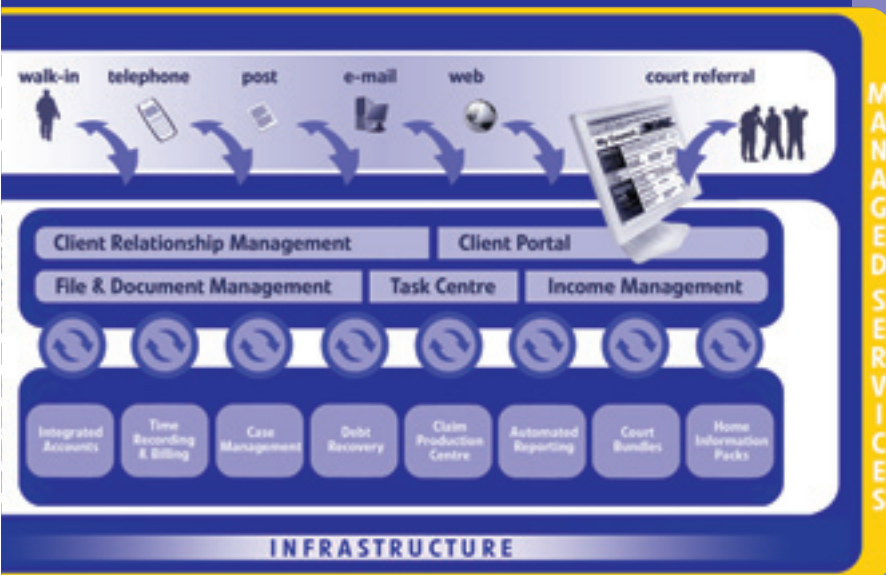 walk-in telephone post e-mail web court referral
Client Relationship Management
Client Portal
File & Document Management
Task Centre
Income Management
Integrated
Accounts
Time
Recording
& Billing
Case
Management
Debt
Recovery
Claim
Production
Centre
Automated
Reporting
Court
Bundles
Home
Information
Packs
INFRASTRUCTURE
MANAGED SERVICES